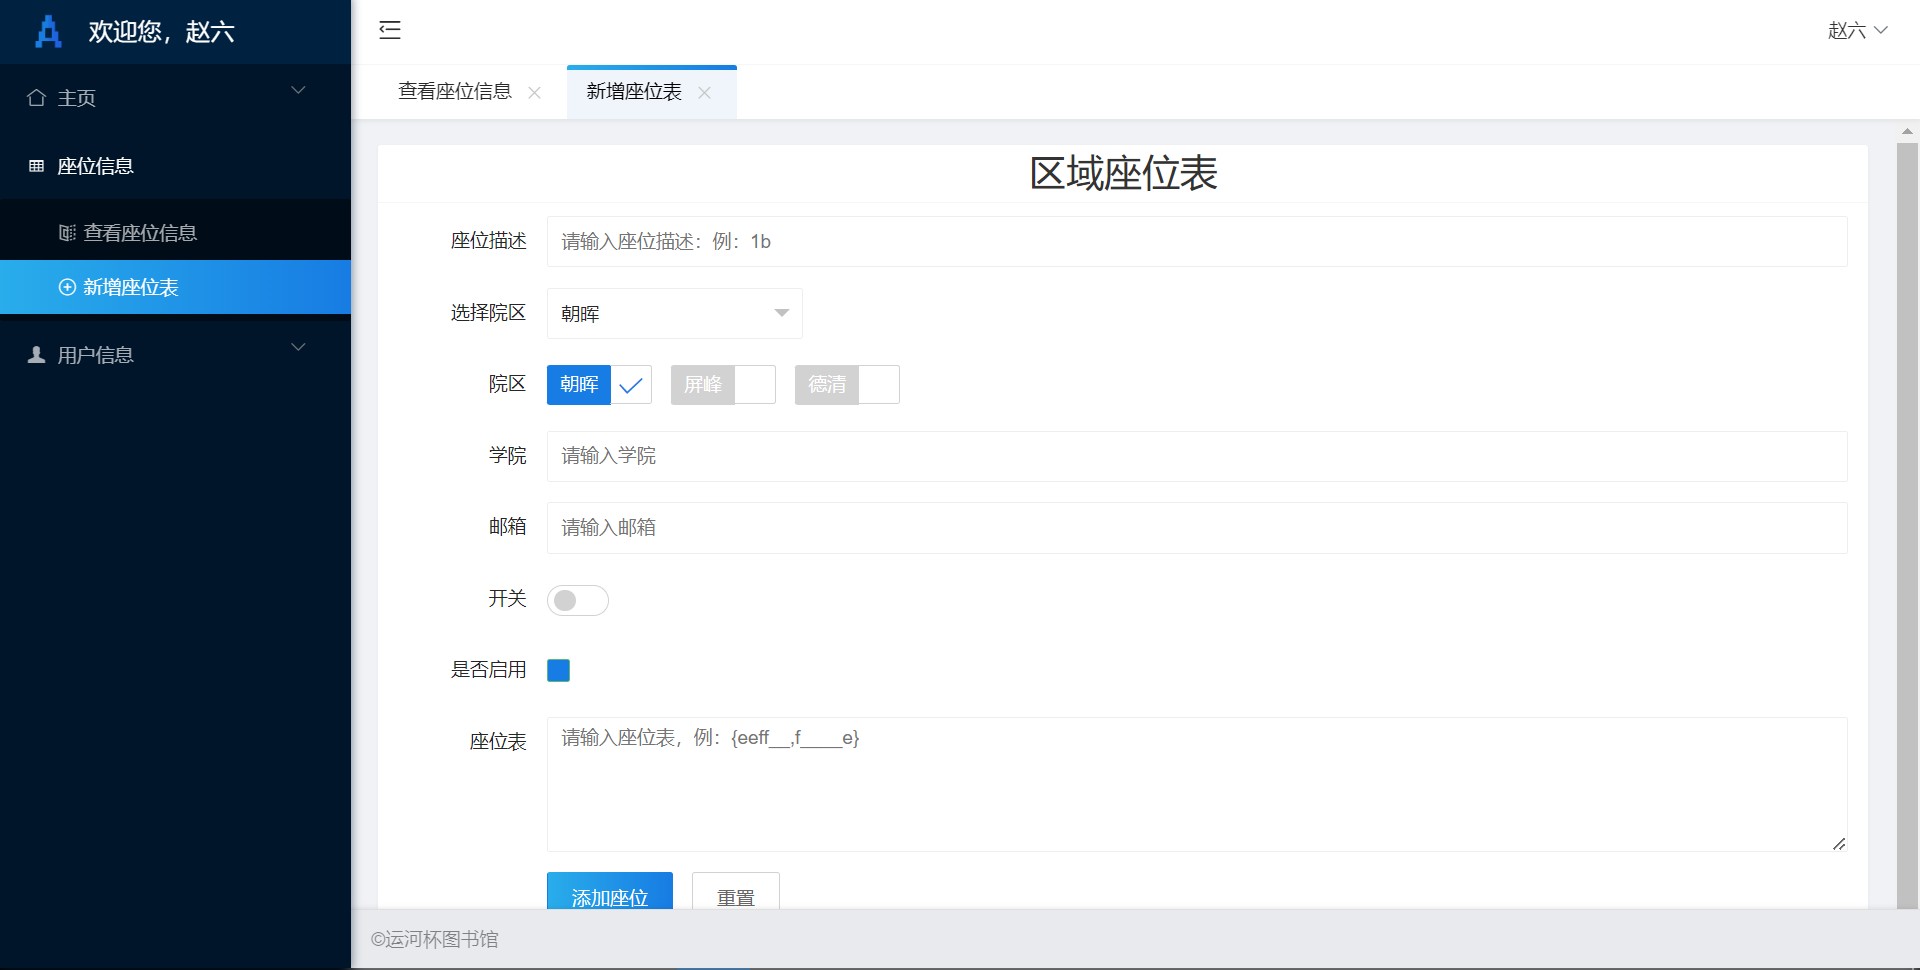 欢迎您，赵六
赵六
主页
座位信息
查看座位信息
新增座位表
用户信息
查看座位信息
新增座位表
区域座位表
座位描述 请输入座位描述：例：1b
选择院区 朝晖
院区 朝晖 屏峰 德清
学院 请输入学院
邮箱 请输入邮箱
开关
是否启用
座位表 请输入座位表，例：{eeff__,f____e}
添加座位 重置
©运河杯图书馆